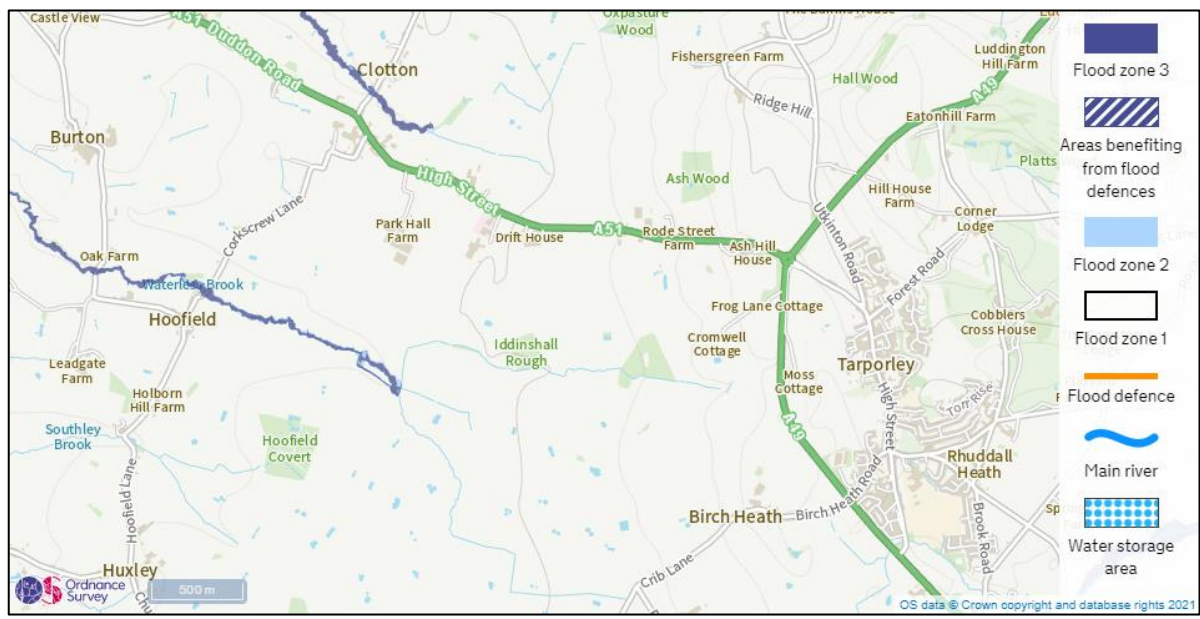 Castle View
A51 Duddon Road
Clotton
Oxpasture
Wood
Fishersgreen Farm
Hall Wood
Ridge Hill
Luddington
Hill Farm
A49
Eatonhill Farm
Burton
Platts
High Street
Ash Wood
Hill House
Farm
Corner
Lodge
Corkscrew Lane
Park Hall
Farm
Drift House
A51
Rode Street
Farm
Ash Hill
House
Utkinton Road
Forest Road
Oak Farm
Waterless Brook
Hoofield
Frog Lane Cottage
Cobblers
Cross House
Cromwell
Cottage
Iddinshall
Rough
Leadgate
Farm
Tarporley
Moss
Cottage
Holborn
Hill Farm
High Street
Torr Rise
A49
Southley
Brook
Hoofield
Covert
Rhuddall
Heath
Hoofield Lane
Birch Heath
Birch Heath Road
Brook Road
Crib Lane
Huxley
Ordnance
Survey
500 m
Flood zone 3
Areas benefiting
from flood
defences
Flood zone 2
Flood zone 1
Flood defence
Main river
Water storage
area
OS data © Crown copyright and database rights 2021